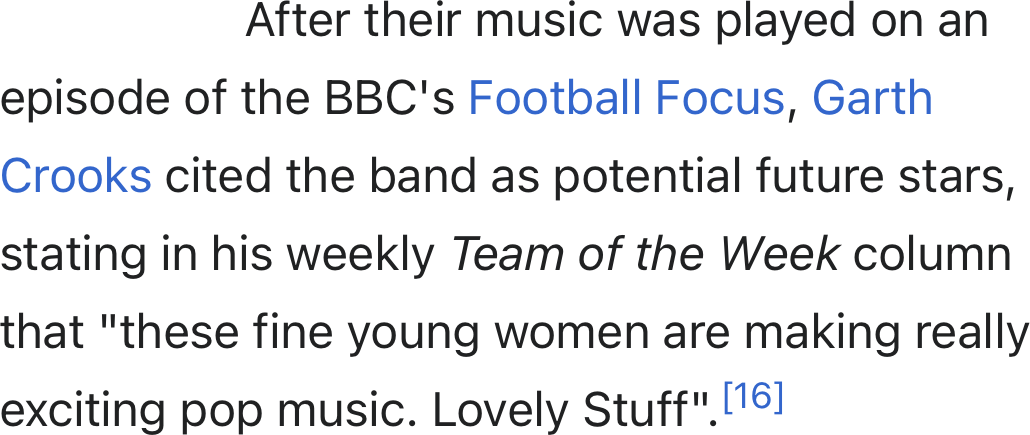 After their music was played on an
episode of the BBC's Football Focus, Garth
Crooks cited the band as potential future stars,
stating in his weekly Team of the Week column
that "these fine young women are making really
exciting pop music. Lovely Stuff".[16]